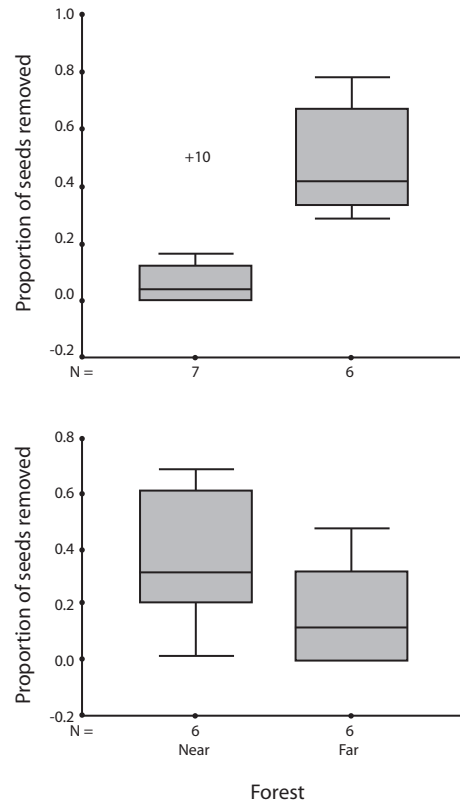 Proportion of seeds removed
1.0
0.8
0.6
0.4
0.2
0.0
-0.2
+10
N = 7 6
Proportion of seeds removed
0.8
0.6
0.4
0.2
0.0
-0.2
N = 6 6
Near Far
Forest